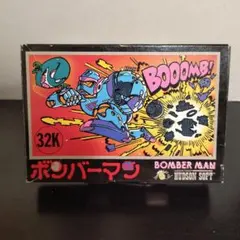 BOOOMB!
32K
ボンバーマン
BOMBER MAN
HUDSON SOFT